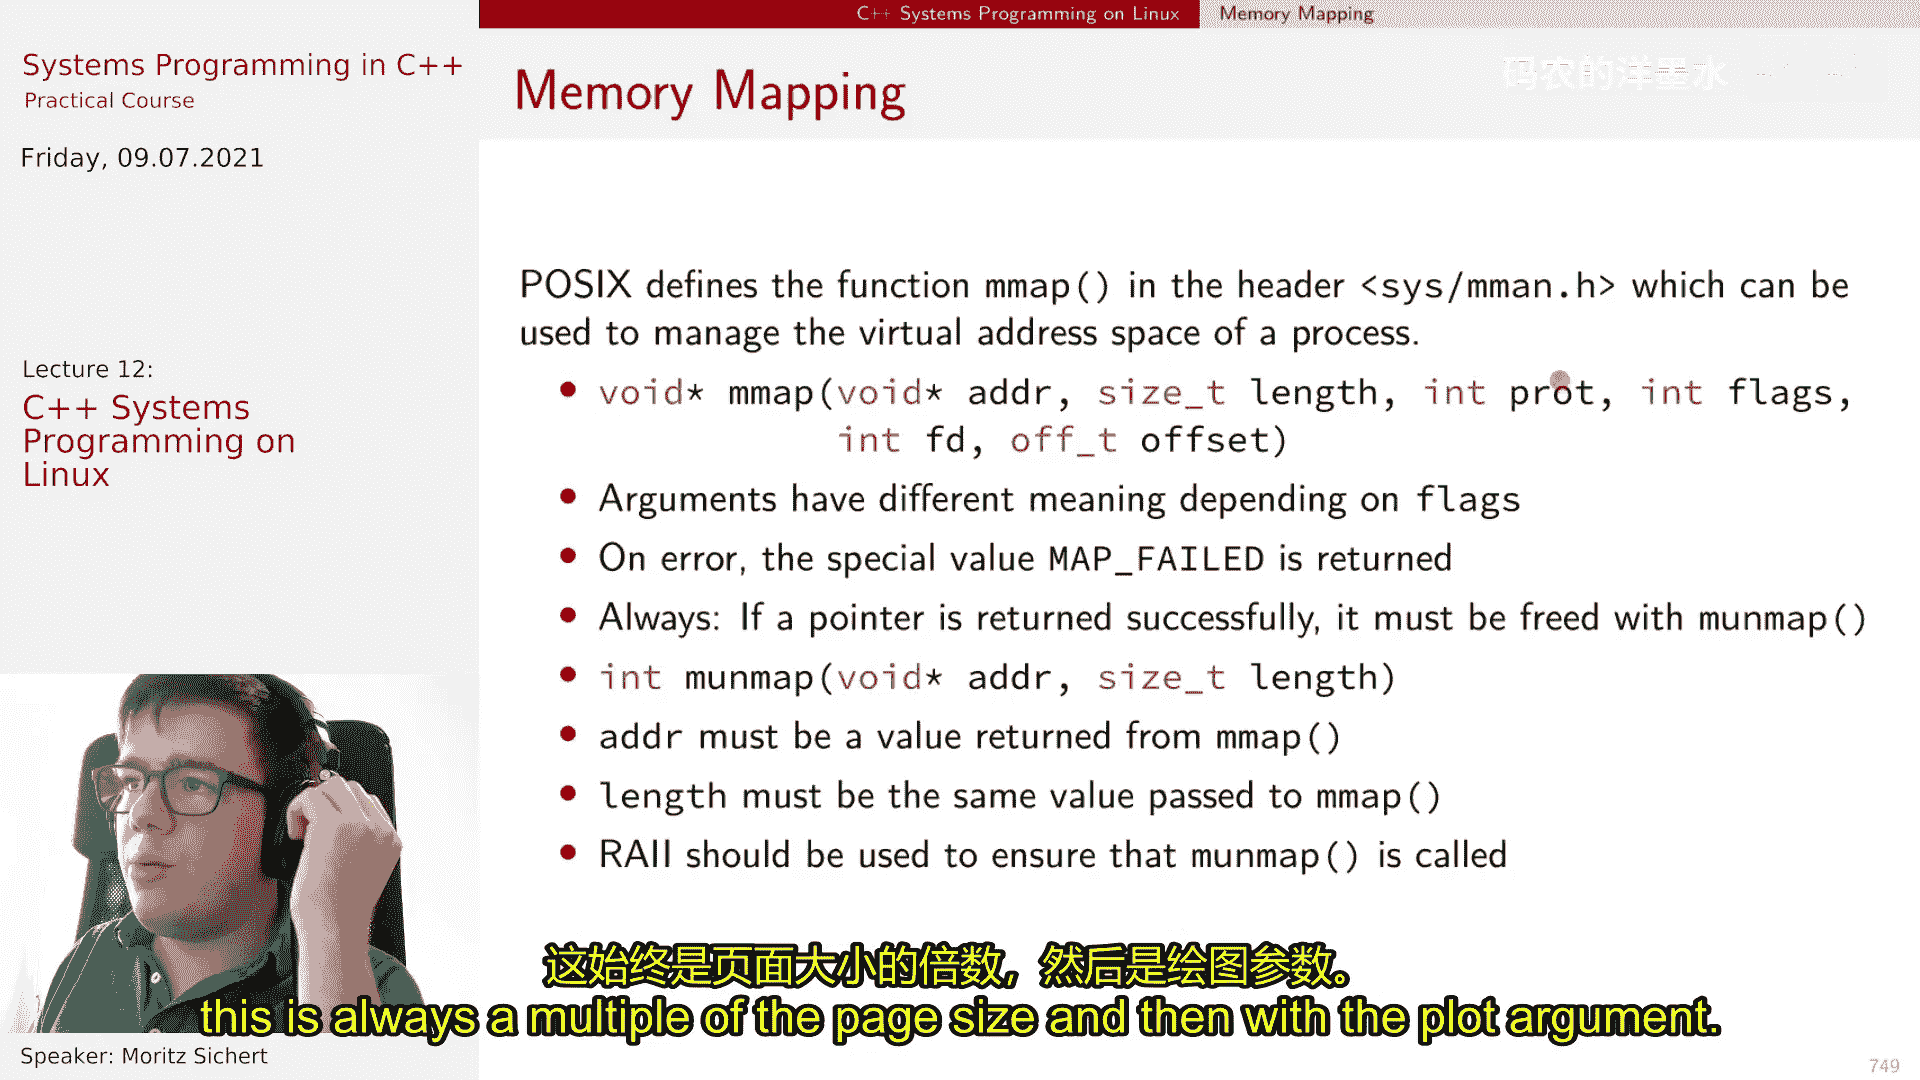 C++ Systems Programming on Linux Memory Mapping
Systems Programming in C++
Practical Course
Friday, 09.07.2021
Lecture 12:
C++ Systems
Programming on
Linux
Memory Mapping
码农的洋墨水
POSIX defines the function mmap() in the header <sys/mman.h> which can be
used to manage the virtual address space of a process.
• void* mmap(void* addr, size_t length, int prot, int flags,
int fd, off_t offset)
• Arguments have different meaning depending on flags
• On error, the special value MAP_FAILED is returned
• Always: If a pointer is returned successfully, it must be freed with munmap()
• int munmap(void* addr, size_t length)
• addr must be a value returned from mmap()
• length must be the same value passed to mmap()
• RAII should be used to ensure that munmap() is called
这始终是页面大小的倍数，然后是绘图参数。
this is always a multiple of the page size and then with the plot argument.
Speaker: Moritz Sichert
749